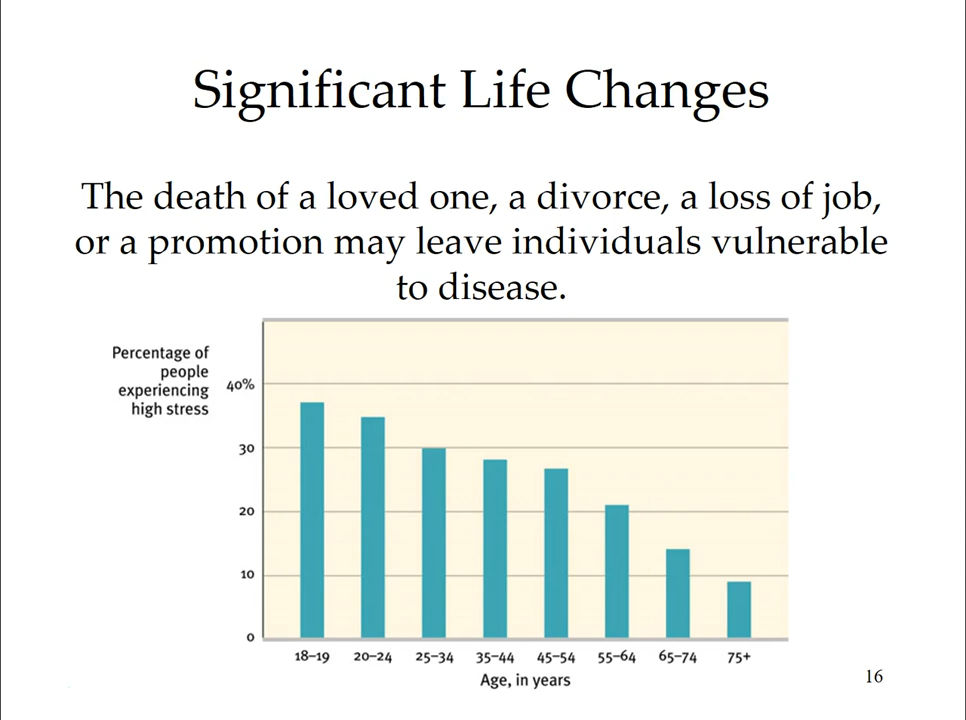 Significant Life Changes
The death of a loved one, a divorce, a loss of job,
or a promotion may leave individuals vulnerable
to disease.
Percentage of
people
experiencing
high stress
40%
30
20
10
0
18–19 20–24 25–34 35–44 45–54 55–64 65–74 75+
Age, in years
16